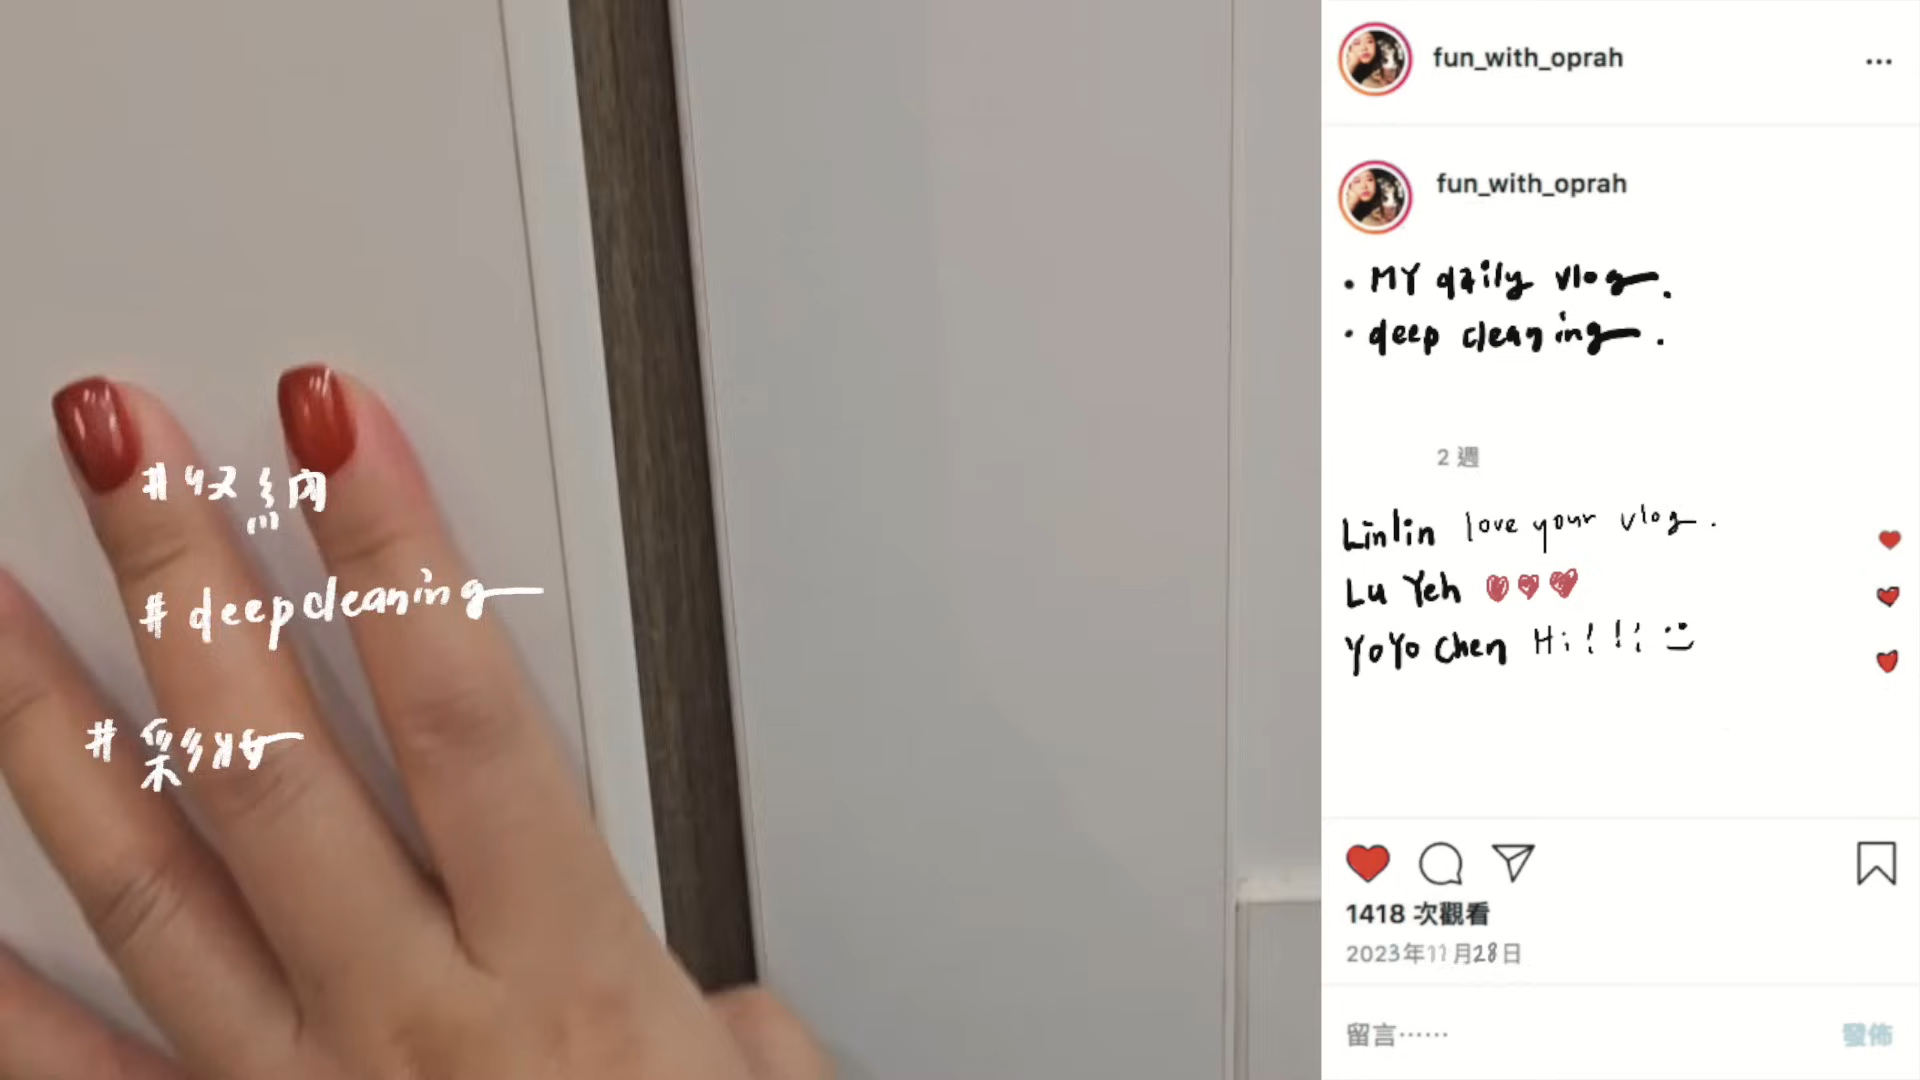 #收納
#deepcleaning
#彩妝
fun_with_oprah
fun_with_oprah
• MY daily vlog.
• deep cleaning.
2 週
Linlin love your vlog.
Lu Yeh
YoYo Chen Hi!!!
1418 次觀看
2023年11月28日
留言⋯⋯
發佈